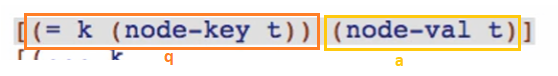 [(= k (node-key t)) (node-val t)]
q a